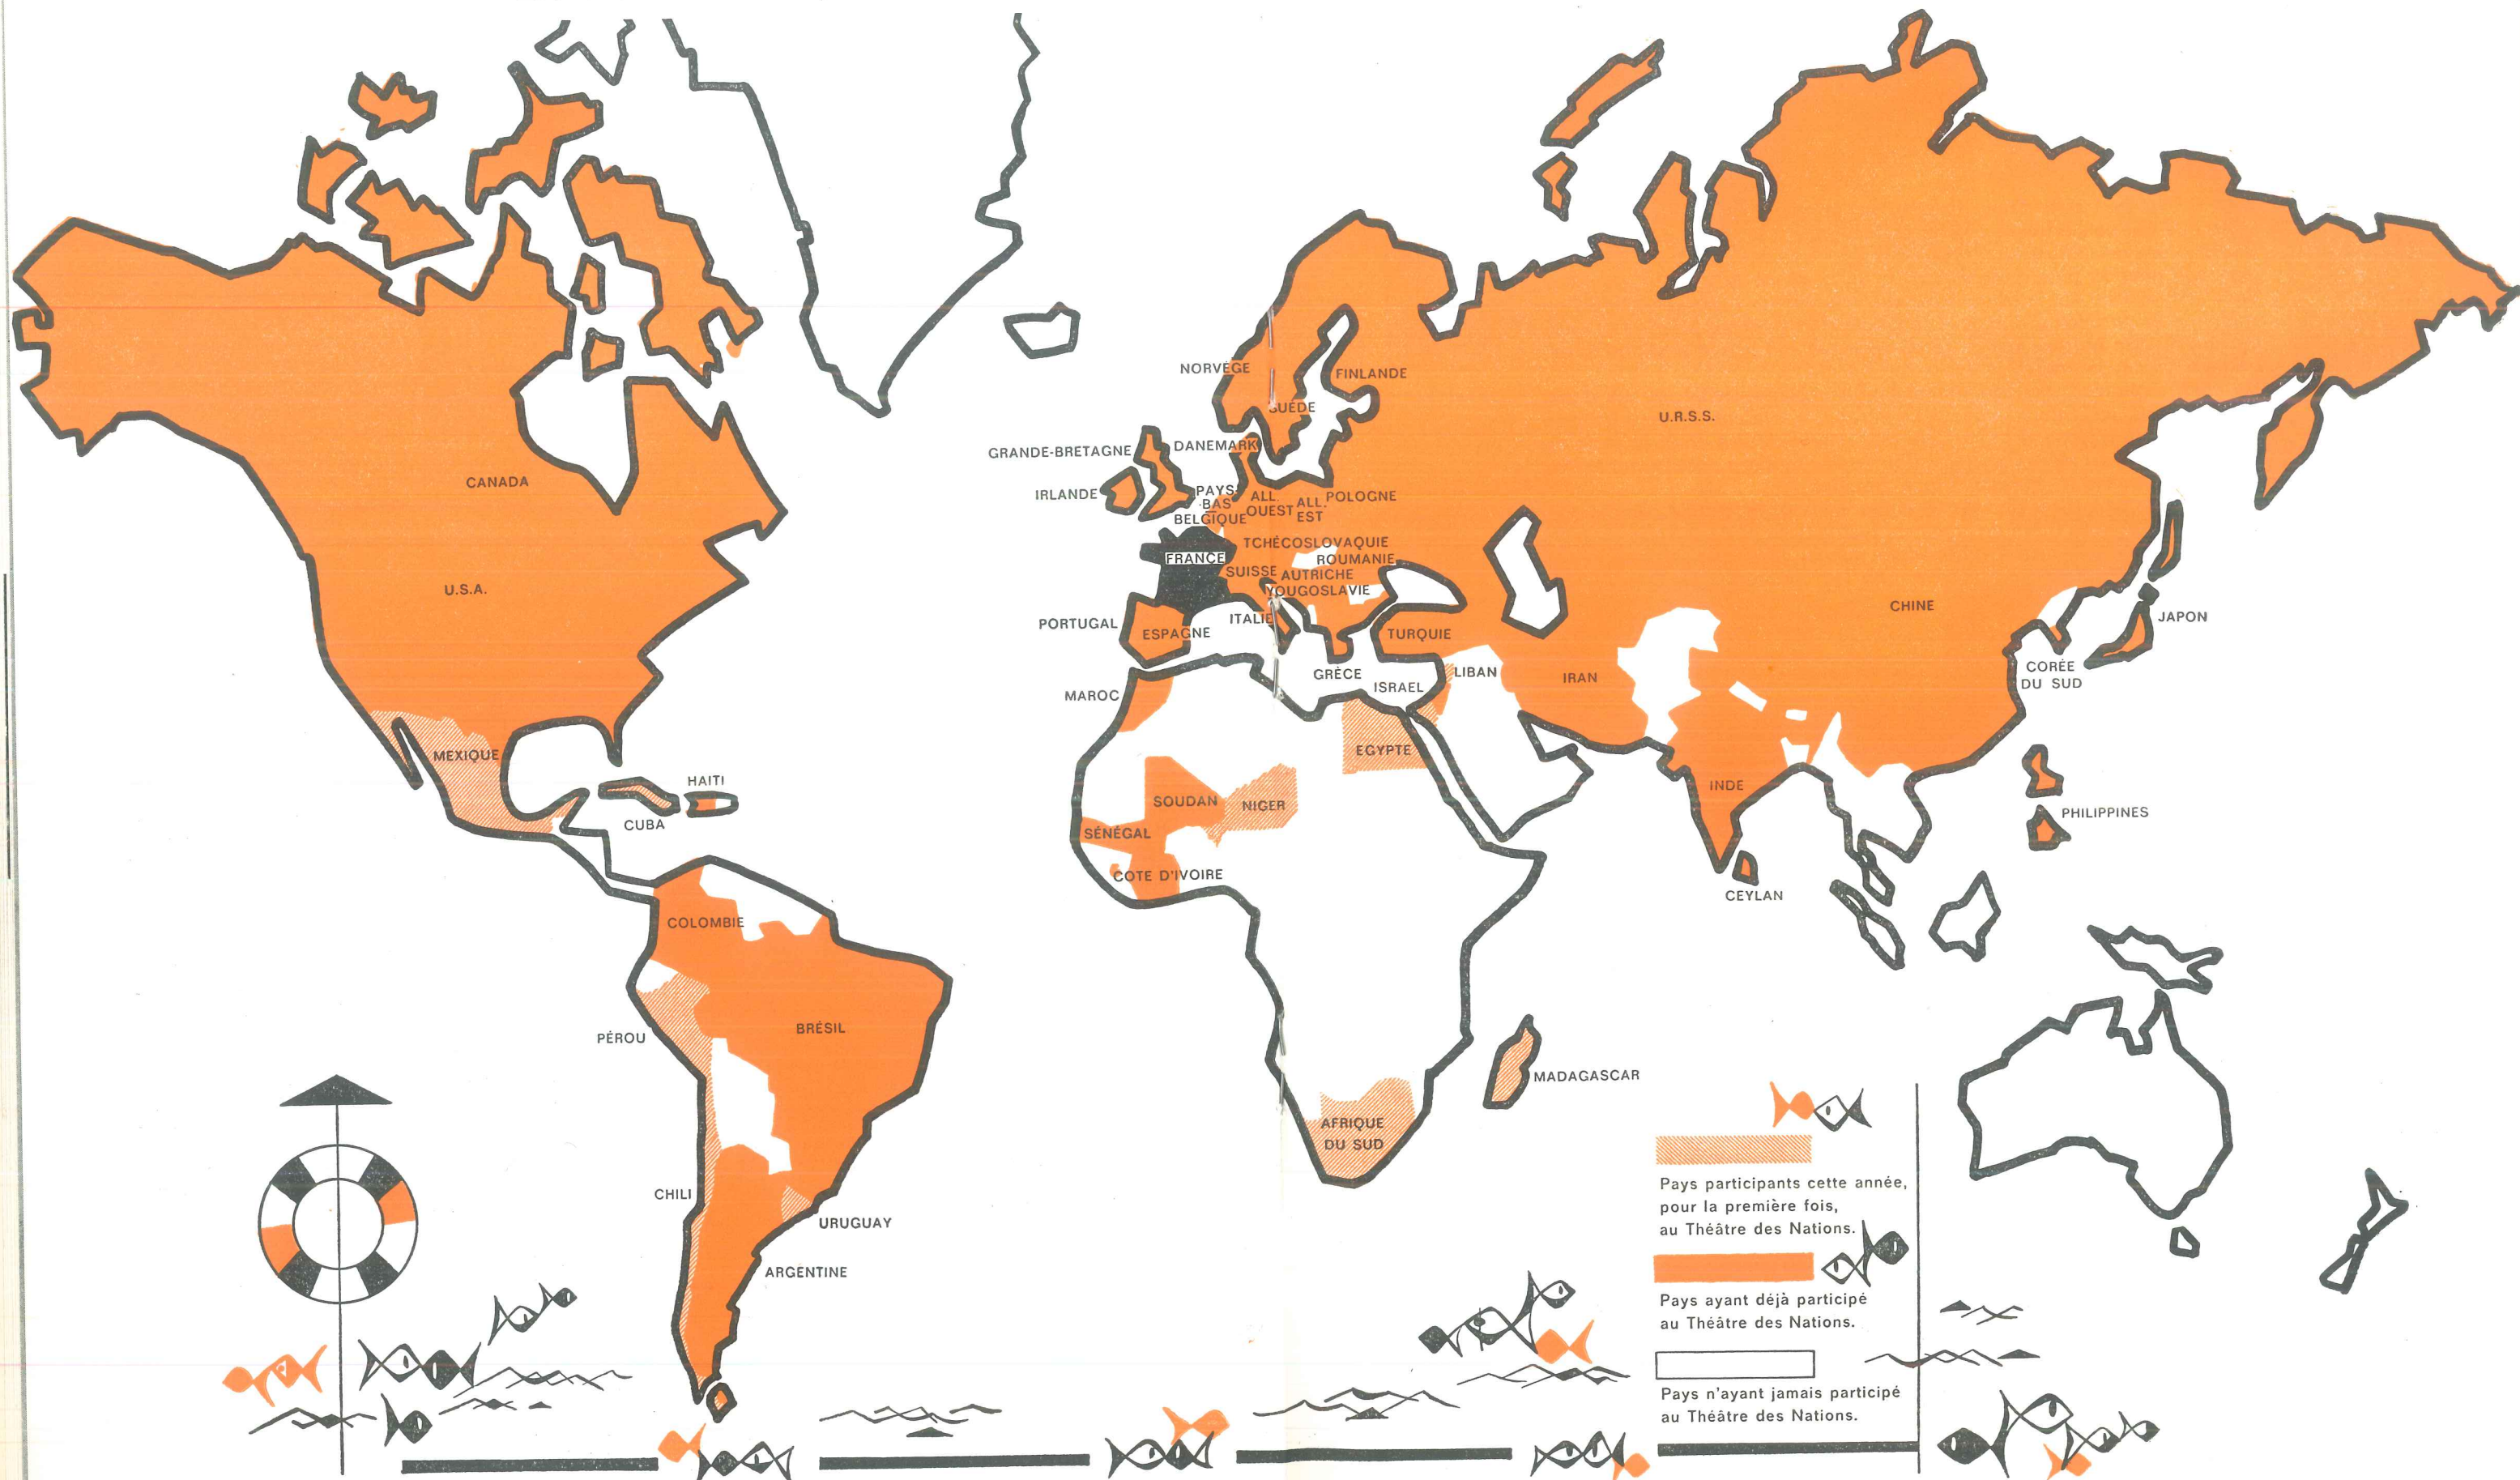 CANADA
U.S.A.
MEXIQUE
HAITI
CUBA
COLOMBIE
PÉROU
BRÉSIL
CHILI
URUGUAY
ARGENTINE
NORVÉGE
FINLANDE
SUÉDE
GRANDE-BRETAGNE
DANEMARK
IRLANDE
PAYS-
BAS
ALL.
OUEST
ALL.
EST
POLOGNE
BELGIQUE
FRANCE
TCHÉCOSLOVAQUIE
ROUMANIE
SUISSE
AUTRICHE
YOUGOSLAVIE
PORTUGAL
ESPAGNE
ITALIE
TURQUIE
GRÈCE
ISRAEL
LIBAN
IRAN
MAROC
EGYPTE
SOUDAN
NIGER
SÉNÉGAL
COTE D'IVOIRE
AFRIQUE
DU SUD
MADAGASCAR
U.R.S.S.
CHINE
JAPON
CORÉE
DU SUD
INDE
CEYLAN
PHILIPPINES
Pays participants cette année,
pour la première fois,
au Théâtre des Nations.
Pays ayant déjà participé
au Théâtre des Nations.
Pays n'ayant jamais participé
au Théâtre des Nations.